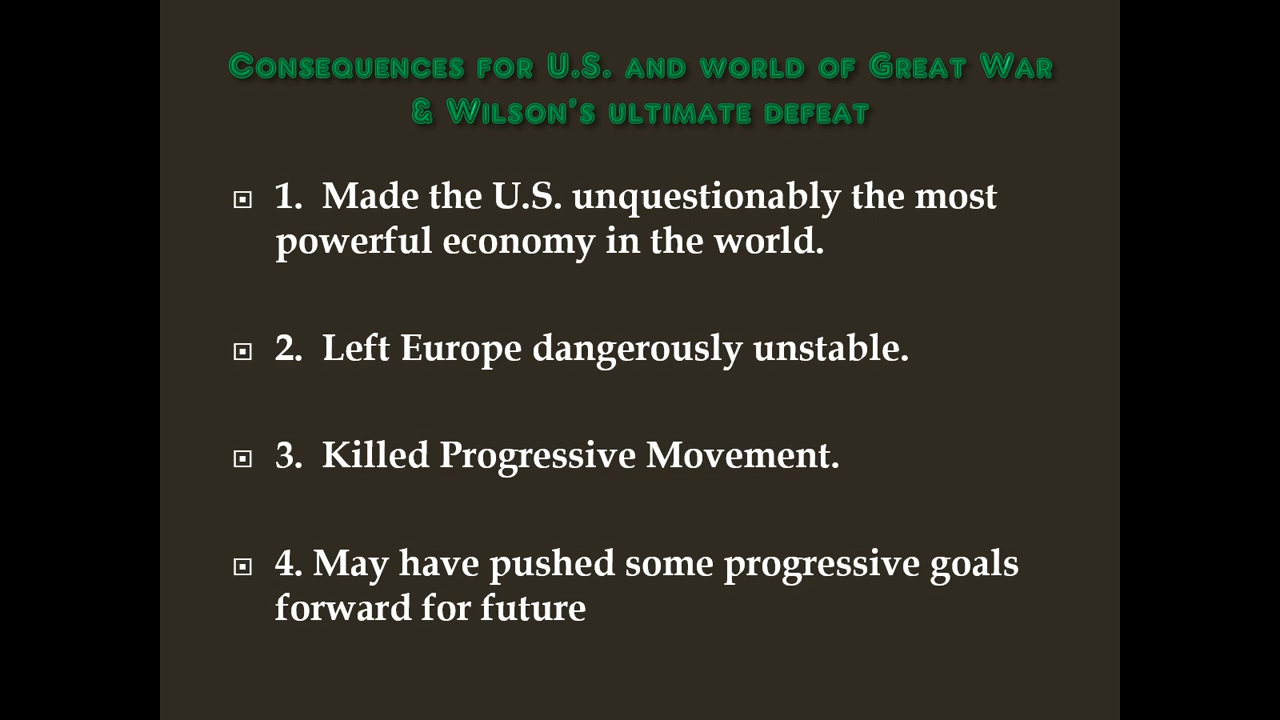 Consequences for U.S. and world of Great War
& Wilson's ultimate defeat
1. Made the U.S. unquestionably the most
powerful economy in the world.
2. Left Europe dangerously unstable.
3. Killed Progressive Movement.
4. May have pushed some progressive goals
forward for future